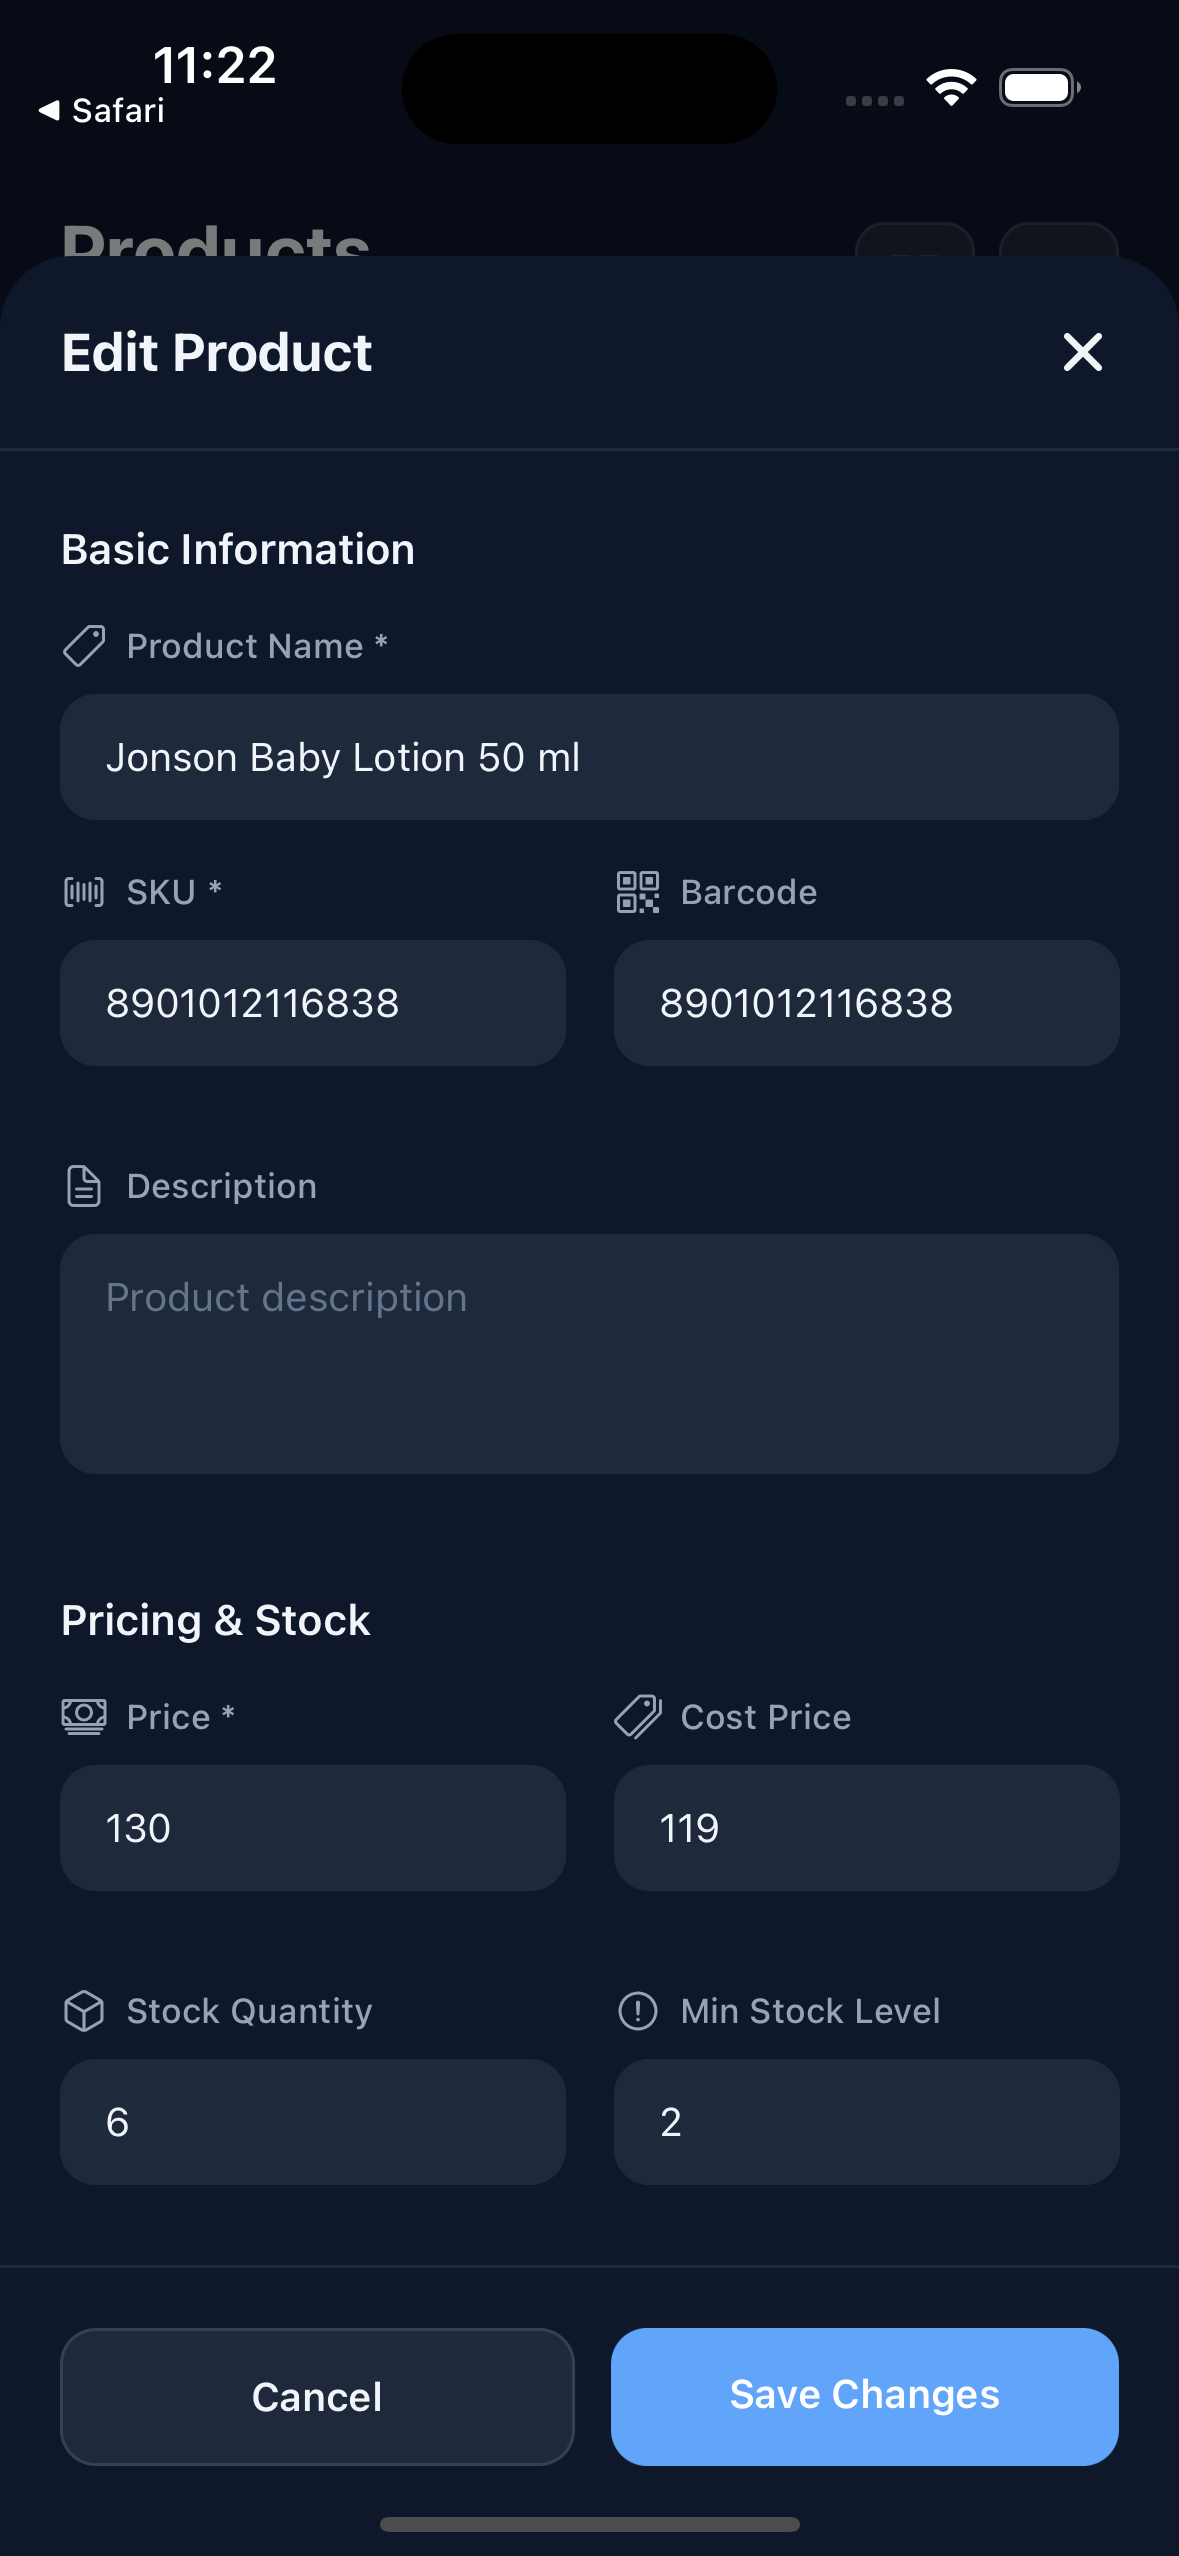 11:22
Safari
Products
Edit Product
Basic Information
Product Name *
Jonson Baby Lotion 50 ml
SKU *
Barcode
8901012116838
8901012116838
Description
Product description
Pricing & Stock
Price *
Cost Price
130
119
Stock Quantity
Min Stock Level
6
2
Cancel
Save Changes